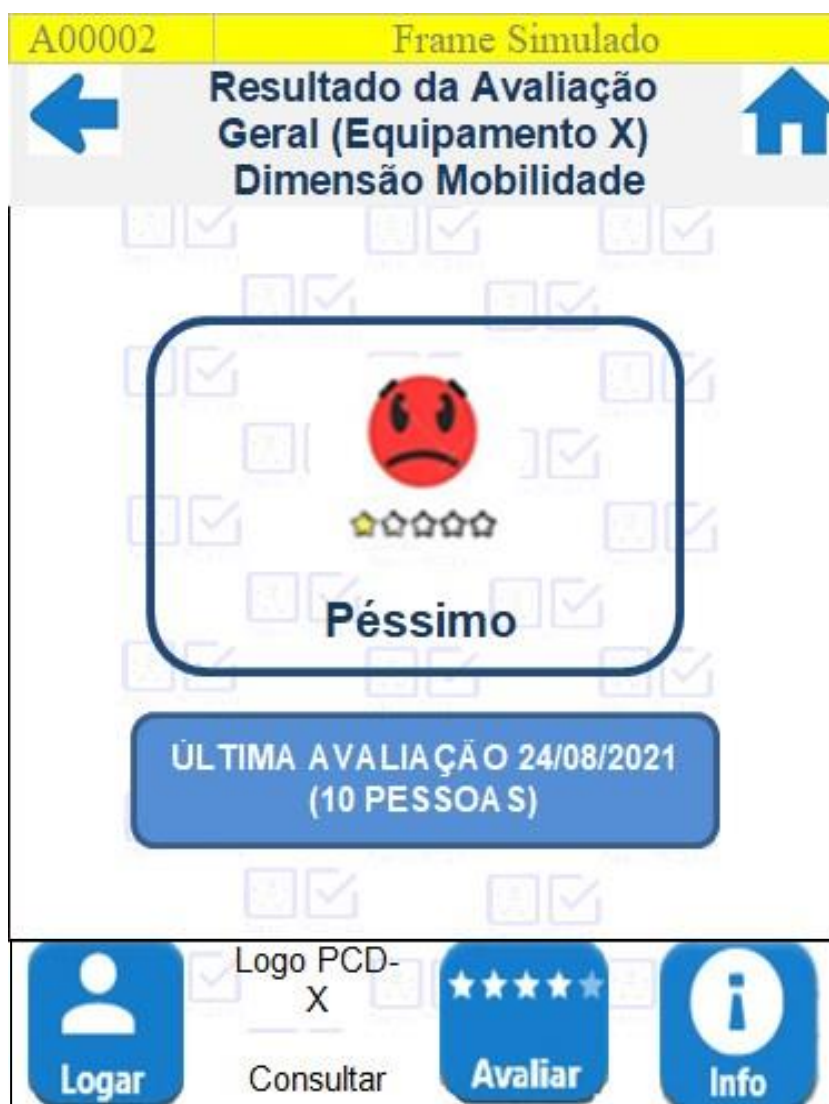 A00002 Frame Simulado
Resultado da Avaliação
Geral (Equipamento X)
Dimensão Mobilidade
Péssimo
ÚLTIMA AVALIAÇÃO 24/08/2021
(10 PESSOAS)
Logar
Logo PCD-
X
Consultar
Avaliar
Info